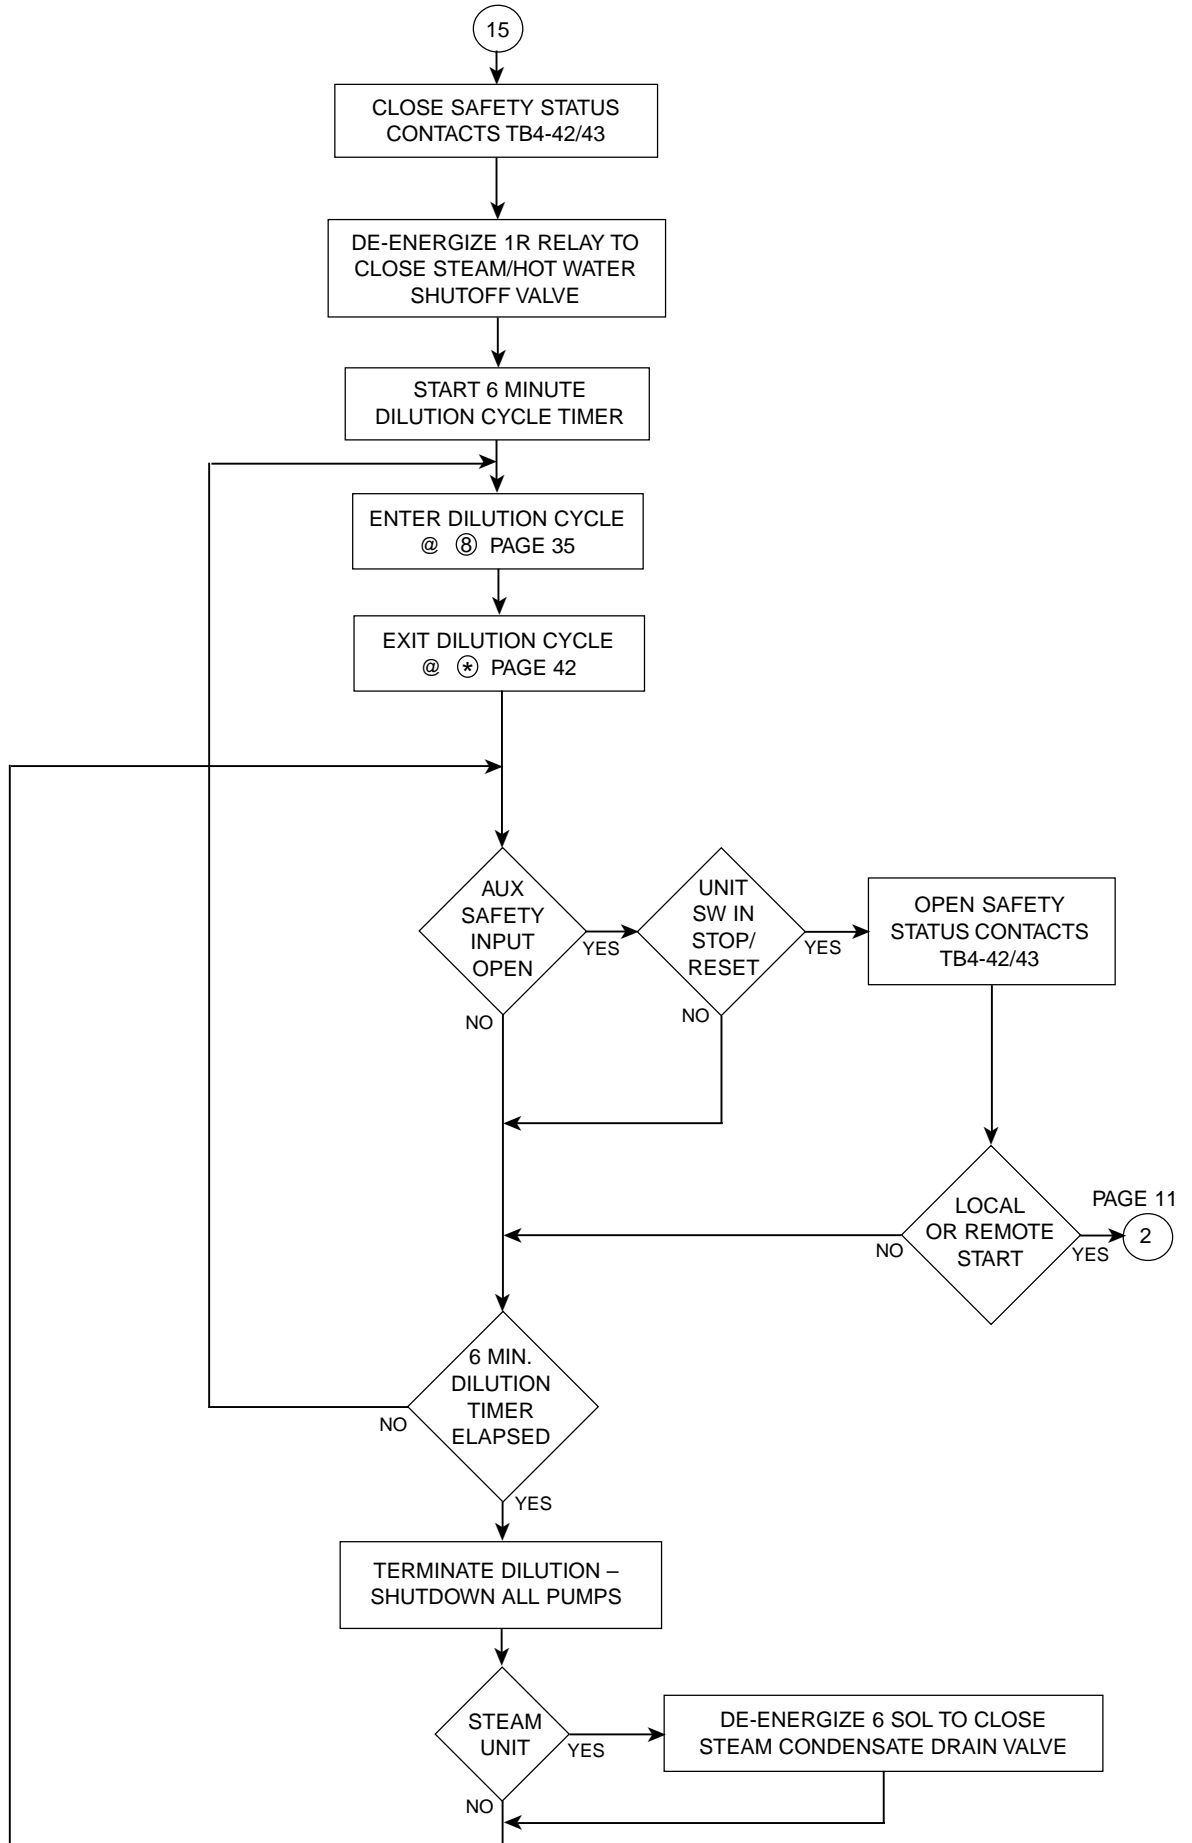 15
CLOSE SAFETY STATUS
CONTACTS TB4-42/43
DE-ENERGIZE 1R RELAY TO
CLOSE STEAM/HOT WATER
SHUTOFF VALVE
START 6 MINUTE
DILUTION CYCLE TIMER
ENTER DILUTION CYCLE
@ ⑧ PAGE 35
EXIT DILUTION CYCLE
@ ⊛ PAGE 42
AUX
SAFETY
INPUT
OPEN
YES
NO
UNIT
SW IN
STOP/
RESET
YES
NO
OPEN SAFETY
STATUS CONTACTS
TB4-42/43
LOCAL
OR REMOTE
START
NO
YES
PAGE 11
2
6 MIN.
DILUTION
TIMER
ELAPSED
NO
YES
TERMINATE DILUTION –
SHUTDOWN ALL PUMPS
STEAM
UNIT
YES
NO
DE-ENERGIZE 6 SOL TO CLOSE
STEAM CONDENSATE DRAIN VALVE